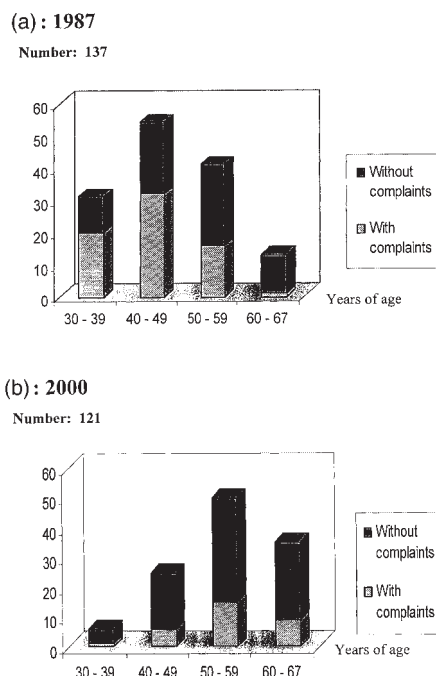 (a) : 1987
Number: 137
60
50
40
30
20
10
0
30 - 39 40 - 49 50 - 59 60 - 67
Years of age
Without
complaints
With
complaints
(b) : 2000
Number: 121
60
50
40
30
20
10
0
30 - 39 40 - 49 50 - 59 60 - 67
Years of age
Without
complaints
With
complaints